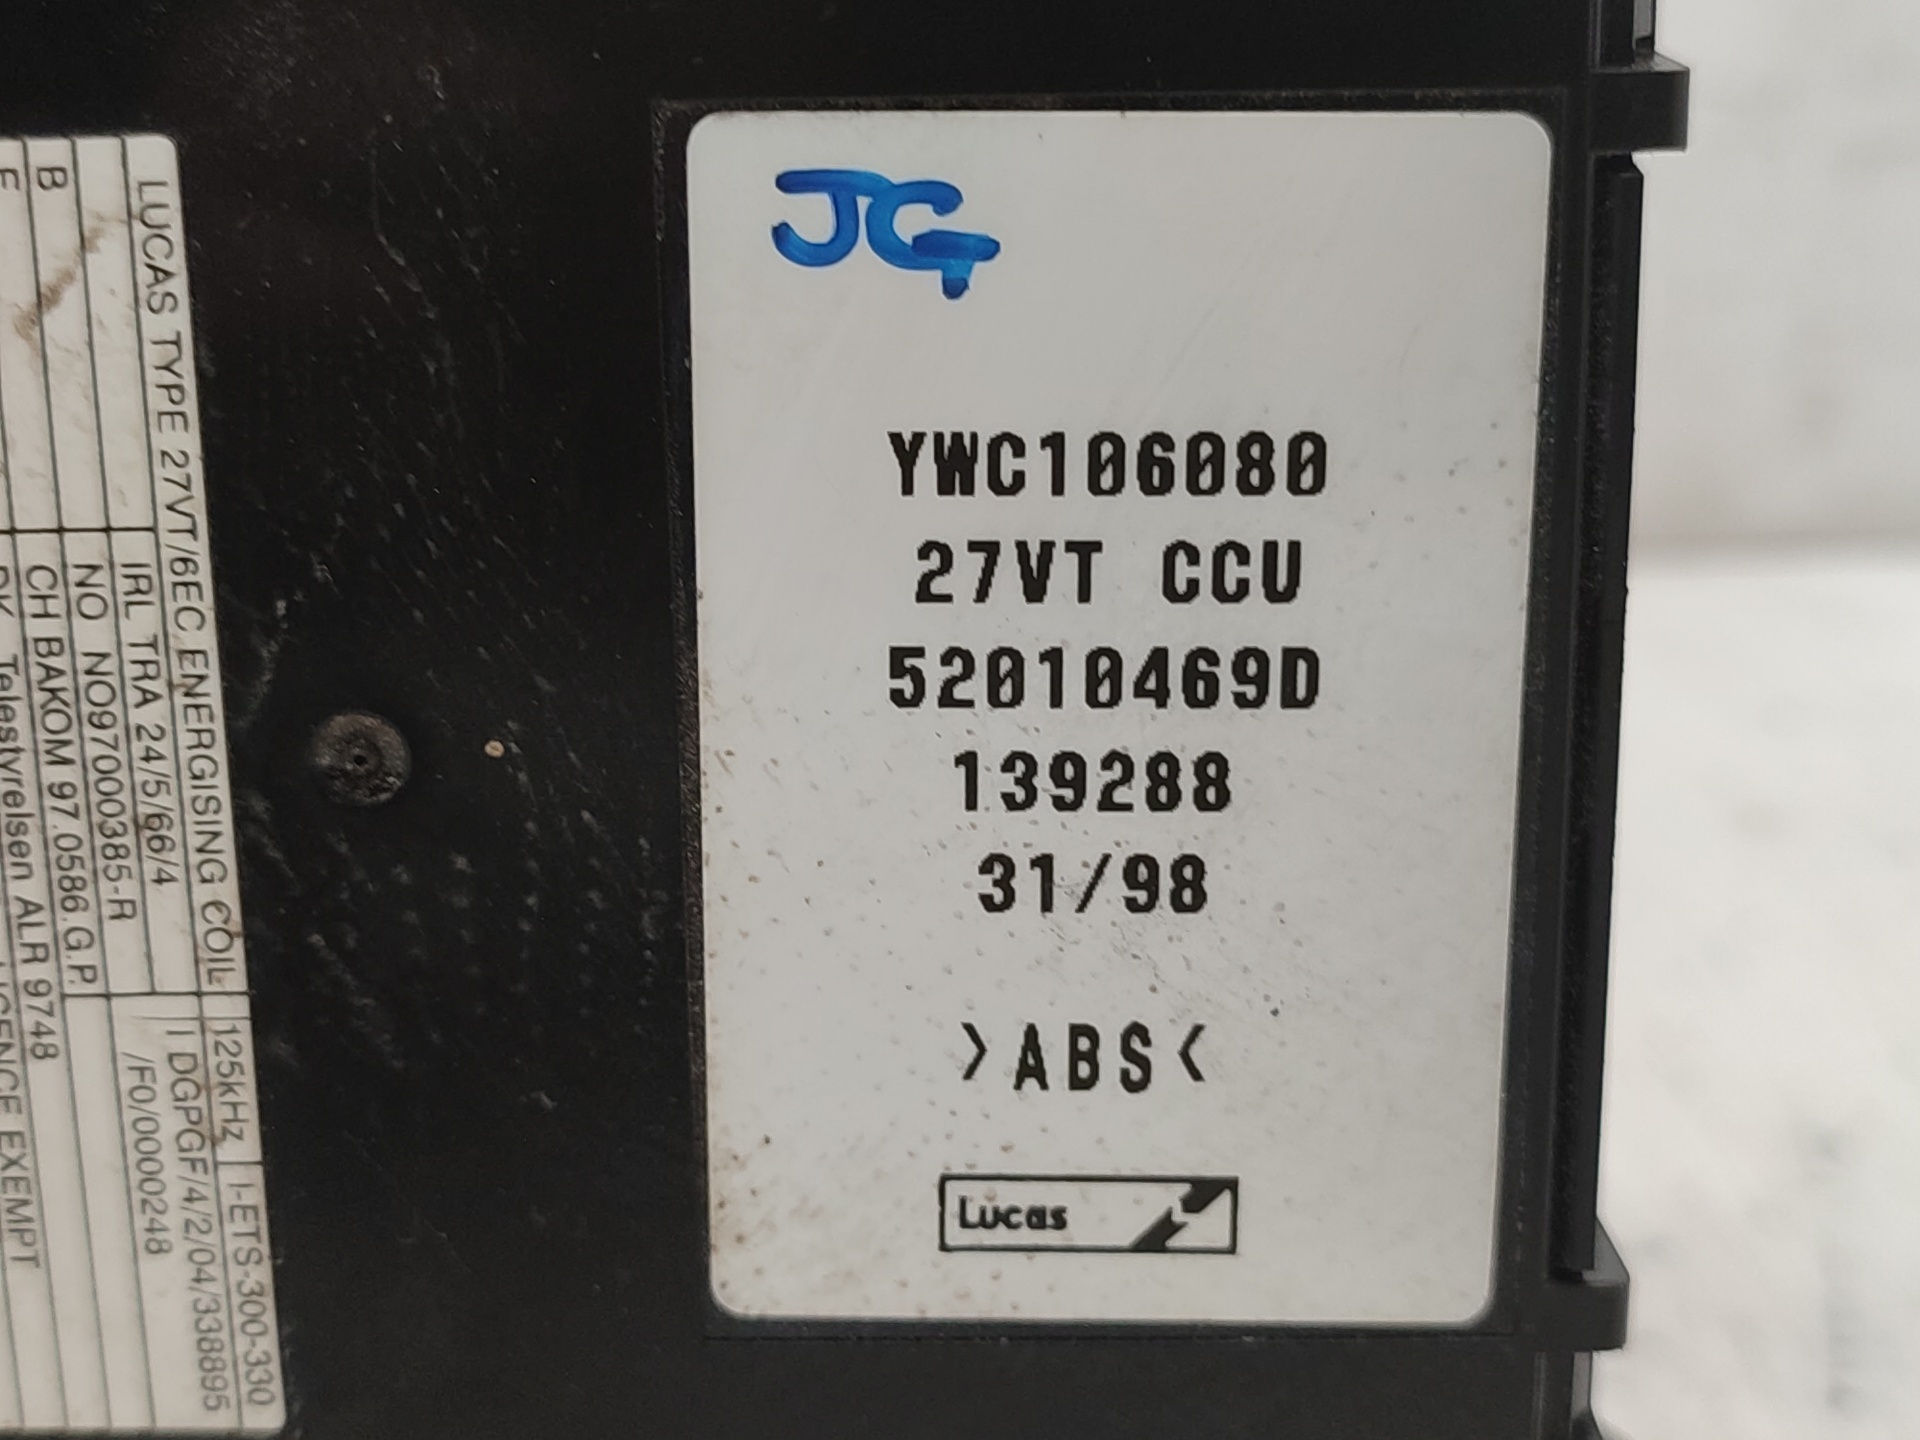 JG
YWC106080
27VT CCU
52010469D
139288
31/98
>ABS<
Lucas
LUCAS TYPE 27VT/6EC ENERGISING COIL 125kHz I-ETS-300-330
IRL TRA 24/5/66/4 I DGPGF/4/2/04/338895
NO NO97000385-R /F0/0000248
B CH BAKOM 97.0586.G.P.
F DK Telestyrelsen ALR 9748
EXEMPT